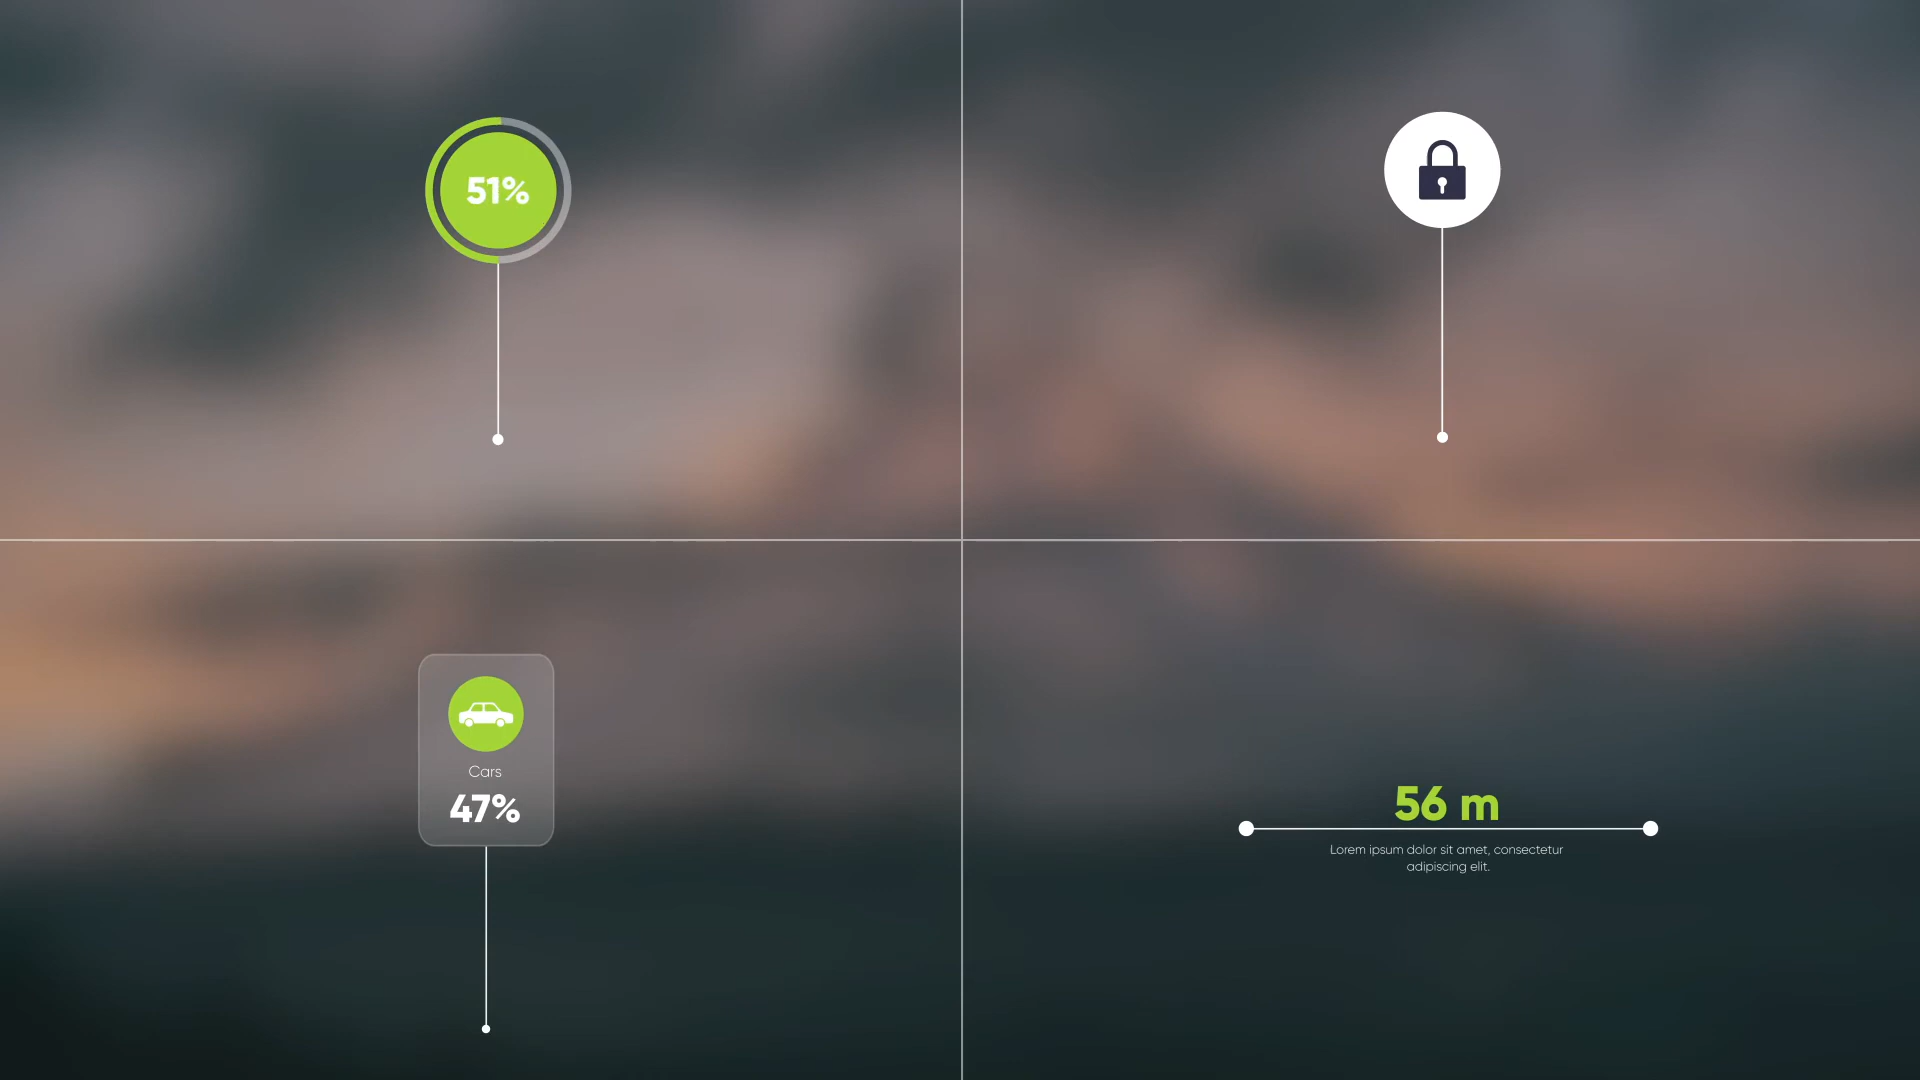 51%
Cars
47%
56 m
Lorem ipsum dolor sit amet, consectetur
adipiscing elit.